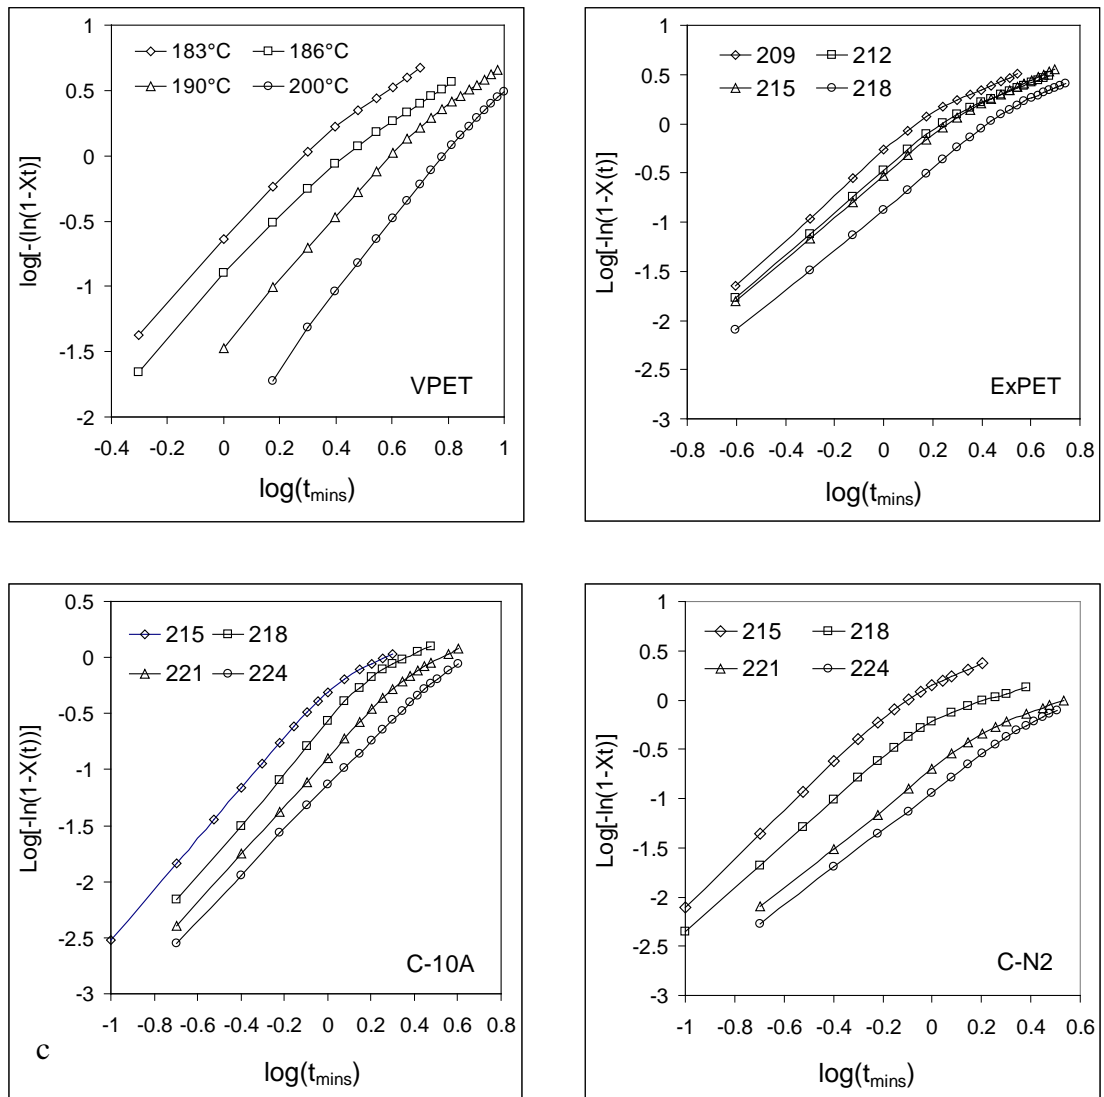 1
0.5
0
-0.5
-1
-1.5
-2
-0.4 -0.2 0 0.2 0.4 0.6 0.8 1
log(tmins)
log[-(ln(1-Xt)]
183°C 186°C
190°C 200°C
VPET
1
0.5
0
-0.5
-1
-1.5
-2
-2.5
-3
-0.8 -0.6 -0.4 -0.2 0 0.2 0.4 0.6 0.8
log(tmins)
Log[-ln(1-X(t)]
209 212
215 218
ExPET
0.5
0
-0.5
-1
-1.5
-2
-2.5
-3
-1 -0.8 -0.6 -0.4 -0.2 0 0.2 0.4 0.6 0.8
log(tmins)
Log[-ln(1-X(t))]
215 218
221 224
C-10A
c
1
0.5
0
-0.5
-1
-1.5
-2
-2.5
-3
-1 -0.8 -0.6 -0.4 -0.2 0 0.2 0.4 0.6
log(tmins)
Log[-ln(1-Xt)]
215 218
221 224
C-N2